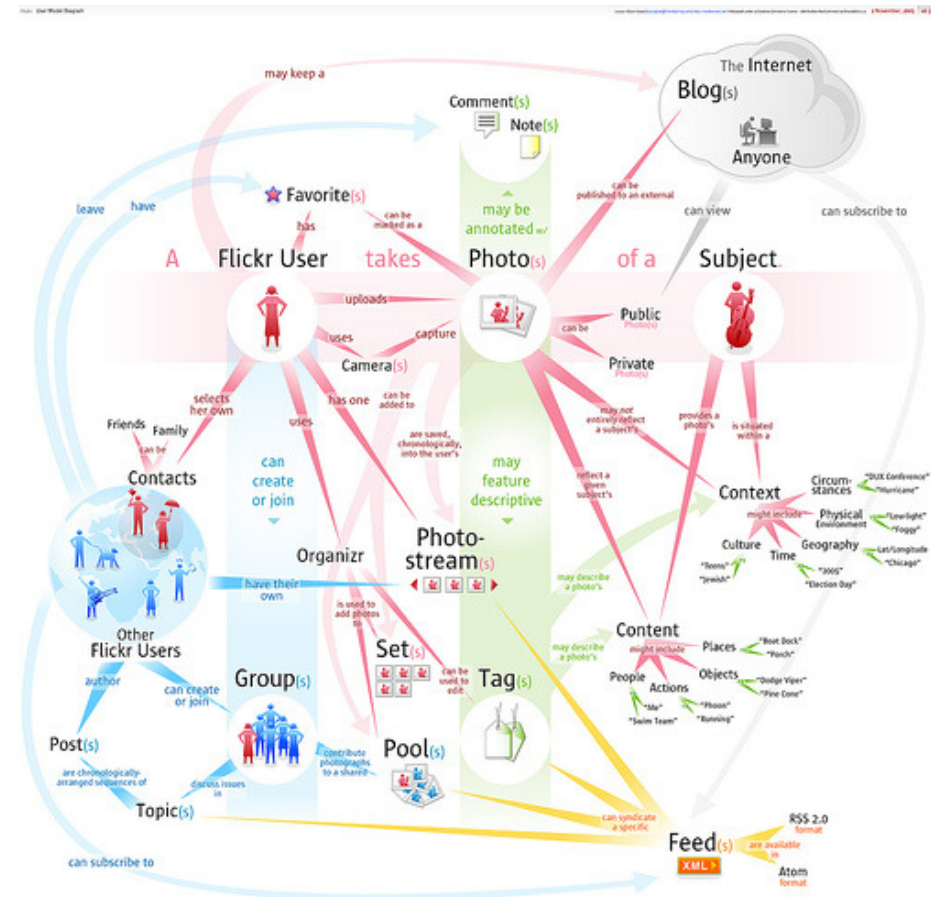 User Model Diagram
may keep a
The Internet
Blog(s)
Anyone
Comment(s)
Note(s)
leave
have
Favorite(s)
has
can be
marked as a
may be
annotated w/
can be
published to an external
can view
can subscribe to
A Flickr User takes Photo(s) of a Subject.
uploads
uses
capture
Camera(s)
can be
Public
Photo(s)
Private
Photo(s)
selects
her own
Friends
Family
can be
Contacts
uses
has one
can be
added to
are saved,
chronologically,
into the user's
may not
entirely reflect
a subject's
provides a
photo's
is situated
within a
can
create
or join
may
feature
descriptive
reflect a
given
subject's
Context
might include
Circum-
stances
"DUX Conference"
"Hurricane"
Physical
Environment
"Lowlight"
"Foggy"
Geography
Lat/Longitude
"Chicago"
Time
"2005"
"Election Day"
Culture
"Teens"
"Jewish"
Organizr
Photo-
stream(s)
have their
own
is used to
add photos
to
may describe
a photo's
may describe
a photo's
Content
might include
Places
"Boat Dock"
"Porch"
Objects
"Dodge Viper"
"Pine Cone"
Actions
"Phoon"
"Running"
People
"Me"
"Swim Team"
Other
Flickr Users
author
can create
or join
Group(s)
Set(s)
can be
used to
edit
Tag(s)
Post(s)
are chronologically-
arranged sequences of
discuss issues
in
contribute
photographs
to a shared
Pool(s)
Topic(s)
can syndicate
a specific
can subscribe to
Feed(s)
XML
are available
in
RSS 2.0
format
Atom
format